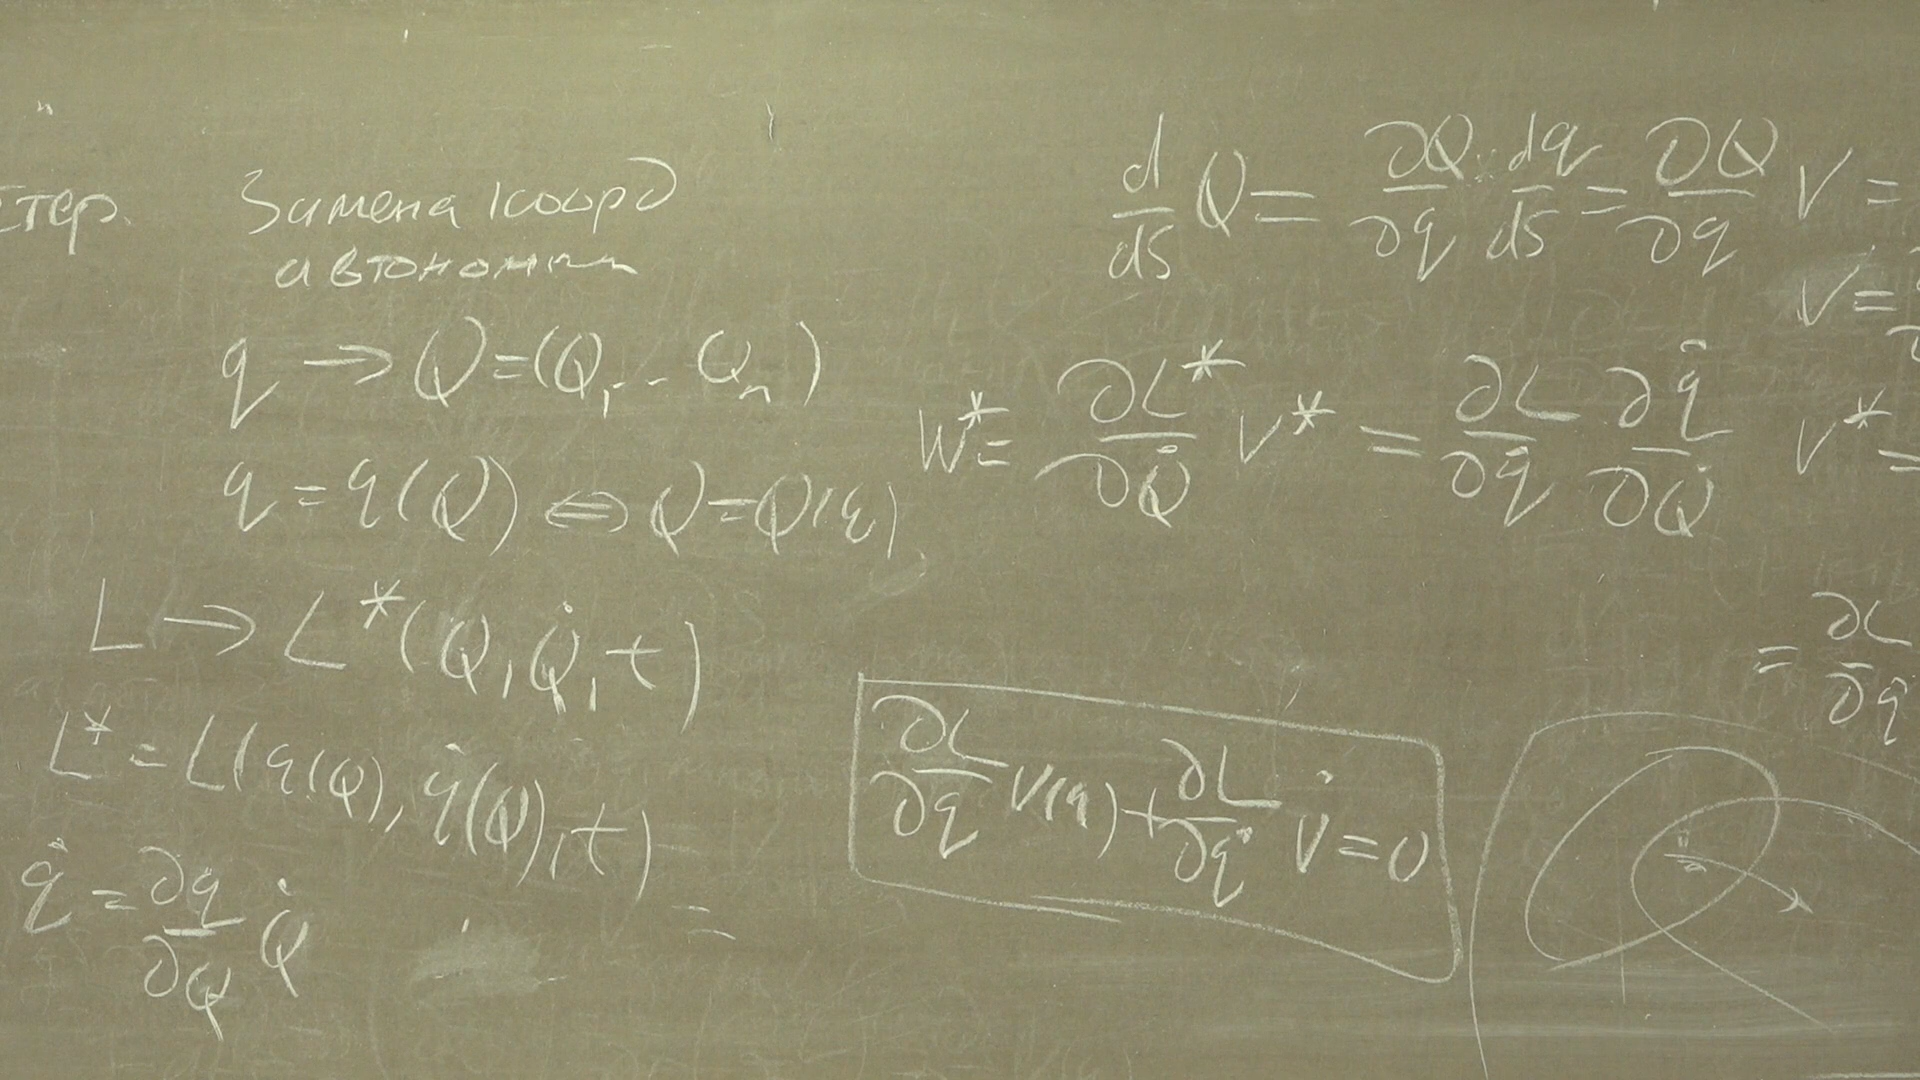 Замена коорд
автономн
q → Q=(Q₁,.. Qₙ)
q = q(Q) ⇔ Q=Q(q)
L → L*(Q, Q̇, t)
L* = L(q(Q), q̇(Q), t) =
q̇ = ∂q/∂Q Q̇
d/ds Q = ∂Q/∂q · dq/ds = ∂Q/∂q V =
V =
W* = ∂L*/∂Q̇ V* = ∂L/∂q̇ ∂q̇/∂Q̇ V* =
= ∂L/∂q̇
∂L/∂q V(q) + ∂L/∂q̇ V̇ = 0